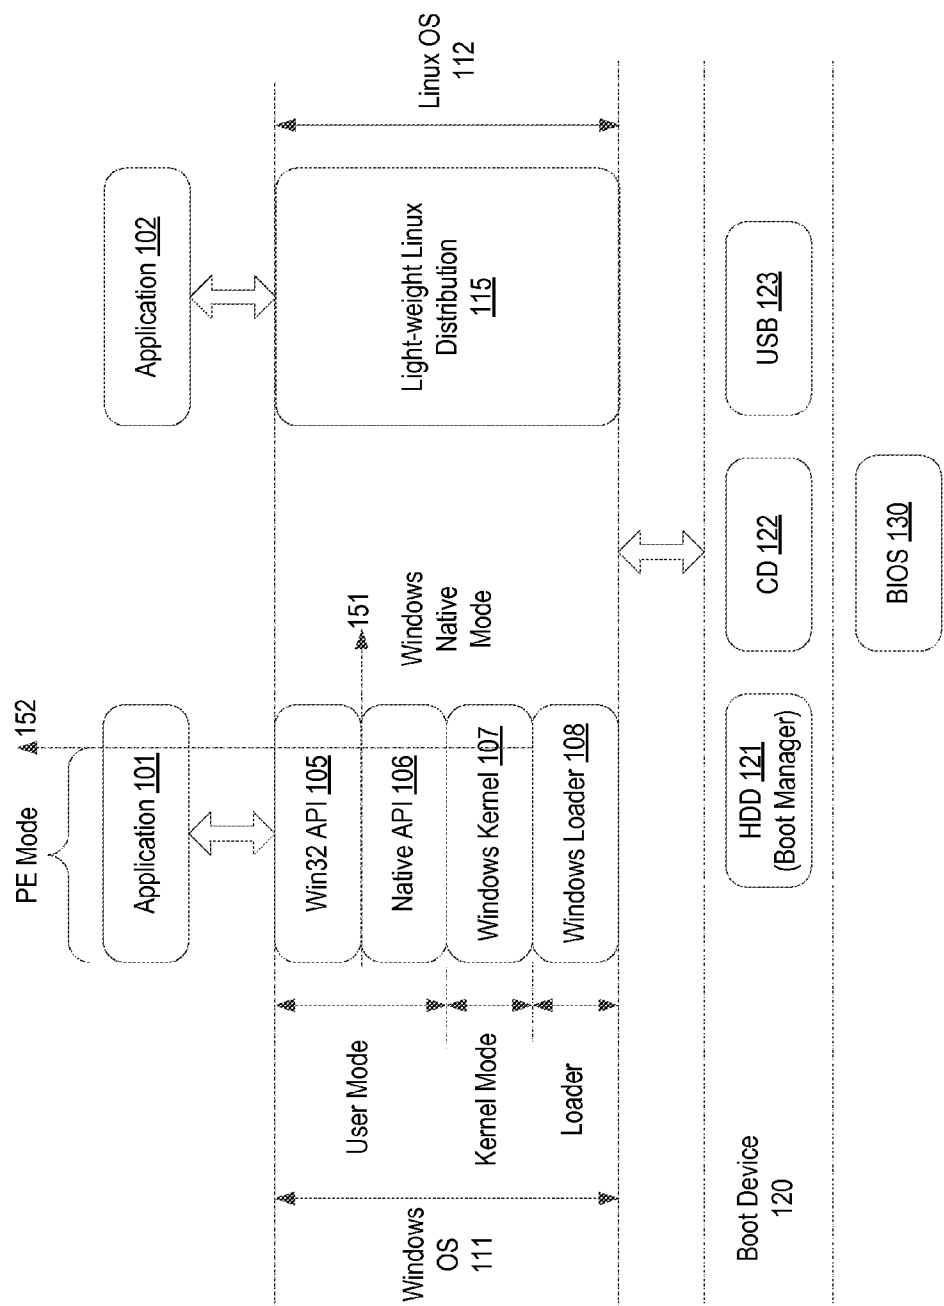 PE Mode
152
Application 101
Application 102
Windows
OS
111
User Mode
Kernel Mode
Loader
Win32 API 105
Native API 106
Windows Kernel 107
Windows Loader 108
151
Windows
Native
Mode
Light-weight Linux
Distribution
115
Linux OS
112
Boot Device
120
HDD 121
(Boot Manager)
CD 122
USB 123
BIOS 130